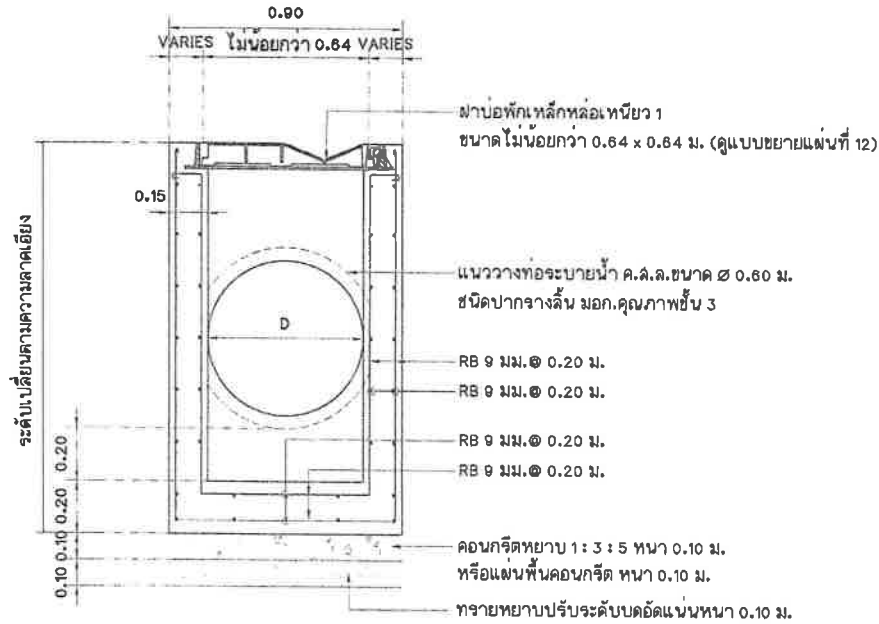 0.90
VARIES ไม่น้อยกว่า 0.64 VARIES
ฝาบ่อพักเหล็กหล่อเหนียว 1
ขนาดไม่น้อยกว่า 0.64 x 0.64 ม. (ดูแบบขยายแผ่นที่ 12)
0.15
แนววางท่อระบายน้ำ ค.ส.ล.ขนาด Ø 0.60 ม.
ชนิดปากรางลิ้น มอก.คุณภาพชั้น 3
D
ระดับเปลี่ยนตามความลาดเอียง
RB 9 มม.@ 0.20 ม.
RB 9 มม.@ 0.20 ม.
RB 9 มม.@ 0.20 ม.
RB 9 มม.@ 0.20 ม.
0.20
0.20
0.10
0.10
คอนกรีตหยาบ 1 : 3 : 5 หนา 0.10 ม.
หรือแผ่นพื้นคอนกรีต หนา 0.10 ม.
ทรายหยาบปรับระดับบดอัดแน่นหนา 0.10 ม.